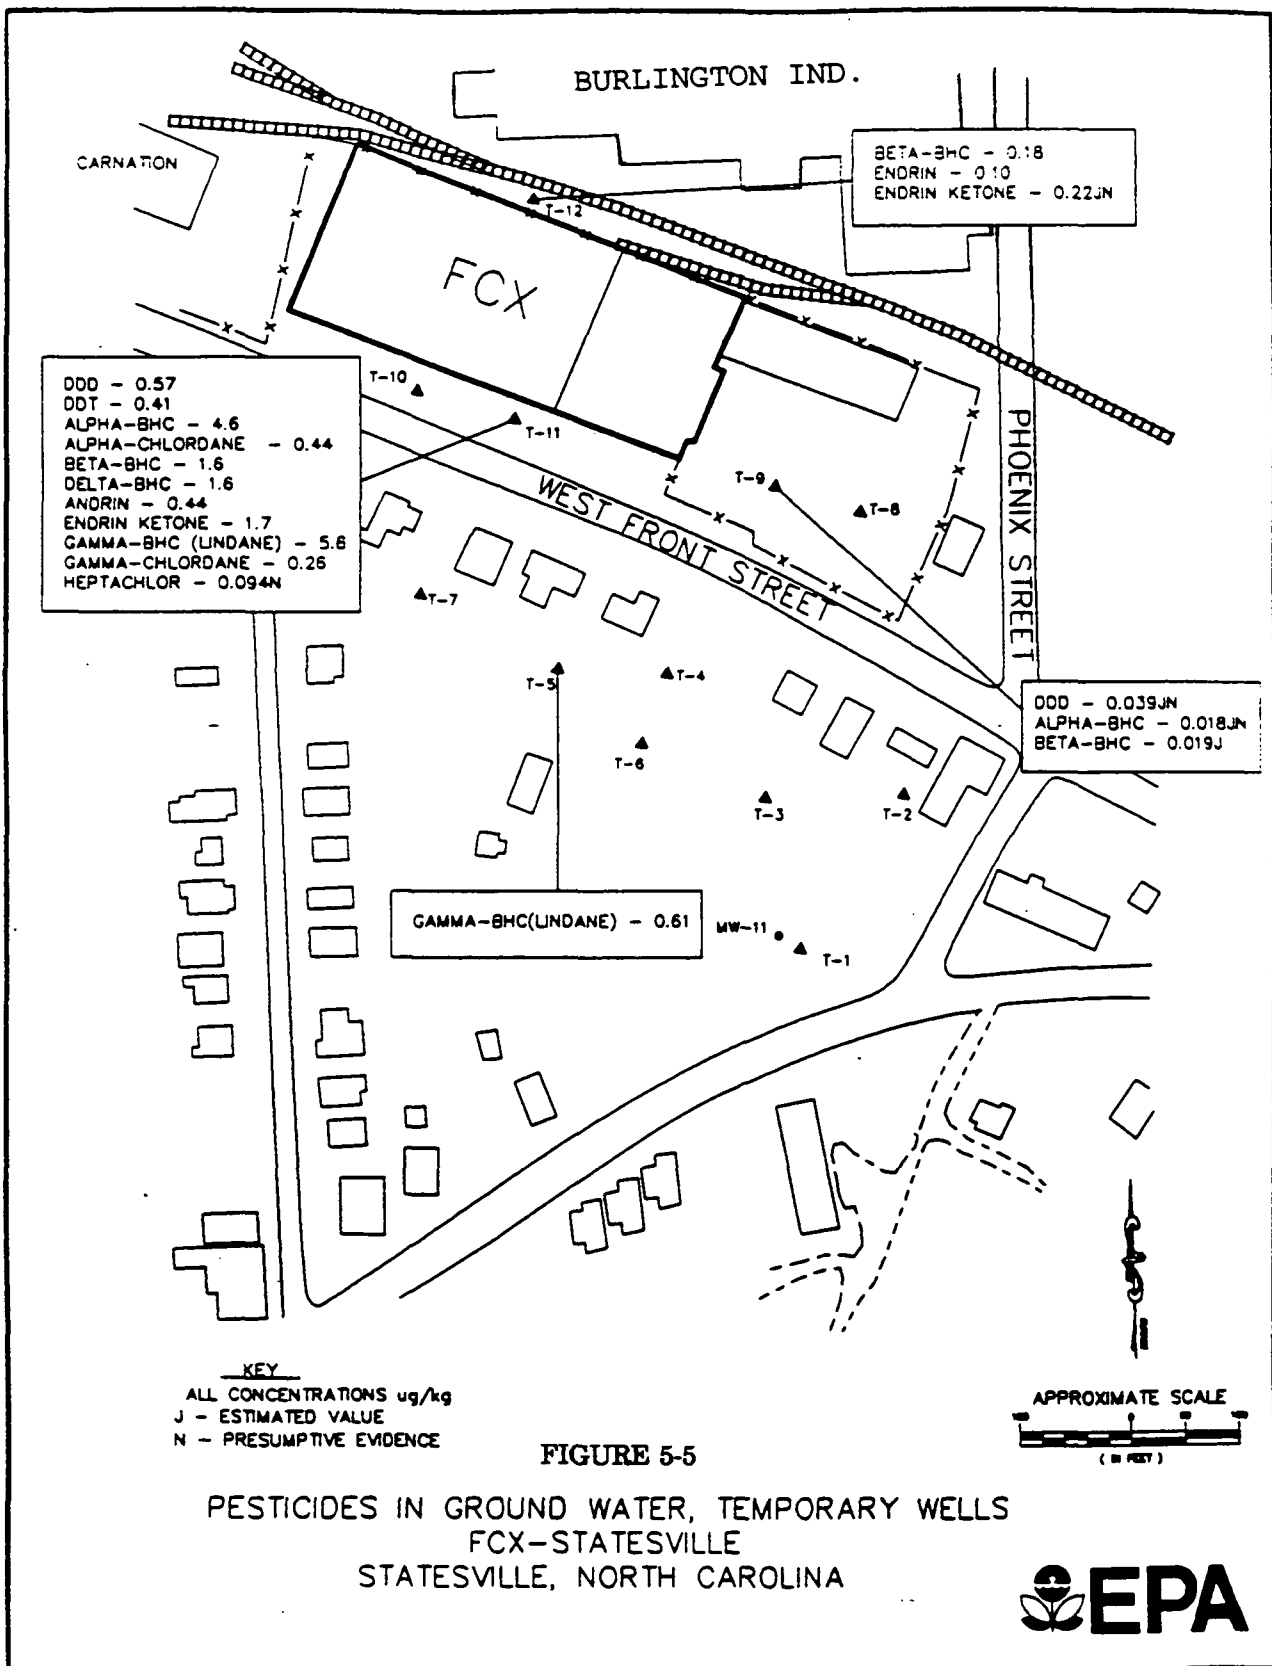 BURLINGTON IND.
CARNATION
BETA-BHC - 0.18
ENDRIN - 0.10
ENDRIN KETONE - 0.22JN
T-12
FCX
DDD - 0.57
DDT - 0.41
ALPHA-BHC - 4.6
ALPHA-CHLORDANE - 0.44
BETA-BHC - 1.6
DELTA-BHC - 1.6
ANDRIN - 0.44
ENDRIN KETONE - 1.7
GAMMA-BHC (LINDANE) - 5.6
GAMMA-CHLORDANE - 0.26
HEPTACHLOR - 0.094N
T-10
T-11
T-9
T-8
WEST FRONT STREET
PHOENIX STREET
T-7
T-5
T-4
T-6
T-3
T-2
DDD - 0.039JN
ALPHA-BHC - 0.018JN
BETA-BHC - 0.019J
GAMMA-BHC(LINDANE) - 0.61
MW-11
T-1
KEY
ALL CONCENTRATIONS ug/kg
J - ESTIMATED VALUE
N - PRESUMPTIVE EVIDENCE
APPROXIMATE SCALE
( IN FEET )
FIGURE 5-5
PESTICIDES IN GROUND WATER, TEMPORARY WELLS
FCX-STATESVILLE
STATESVILLE, NORTH CAROLINA
EPA